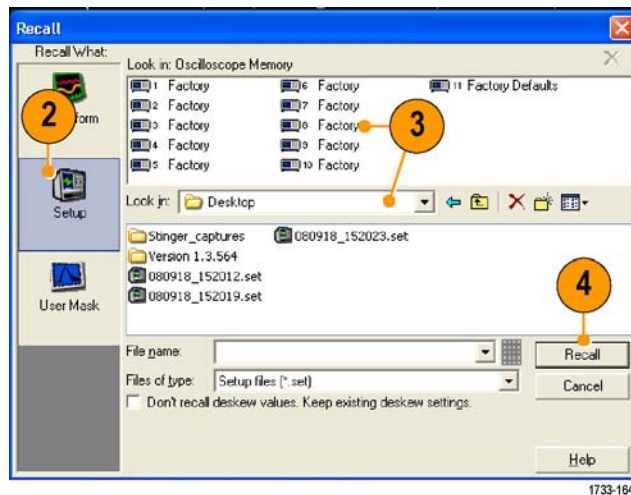 Recall
Recall What:
Look in: Oscilloscope Memory
1 Factory
6 Factory
11 Factory Defaults
2 Factory
7 Factory
3 Factory
8 Factory
4 Factory
9 Factory
5 Factory
10 Factory
2
form
3
Setup
Look in:
Desktop
Stinger_captures
080918_152023.set
Version 1.3.564
080918_152012.set
080918_152019.set
User Mask
4
File name:
Recall
Files of type:
Setup files (*.set)
Cancel
Don't recall deskew values. Keep existing deskew settings.
Help
1733-164